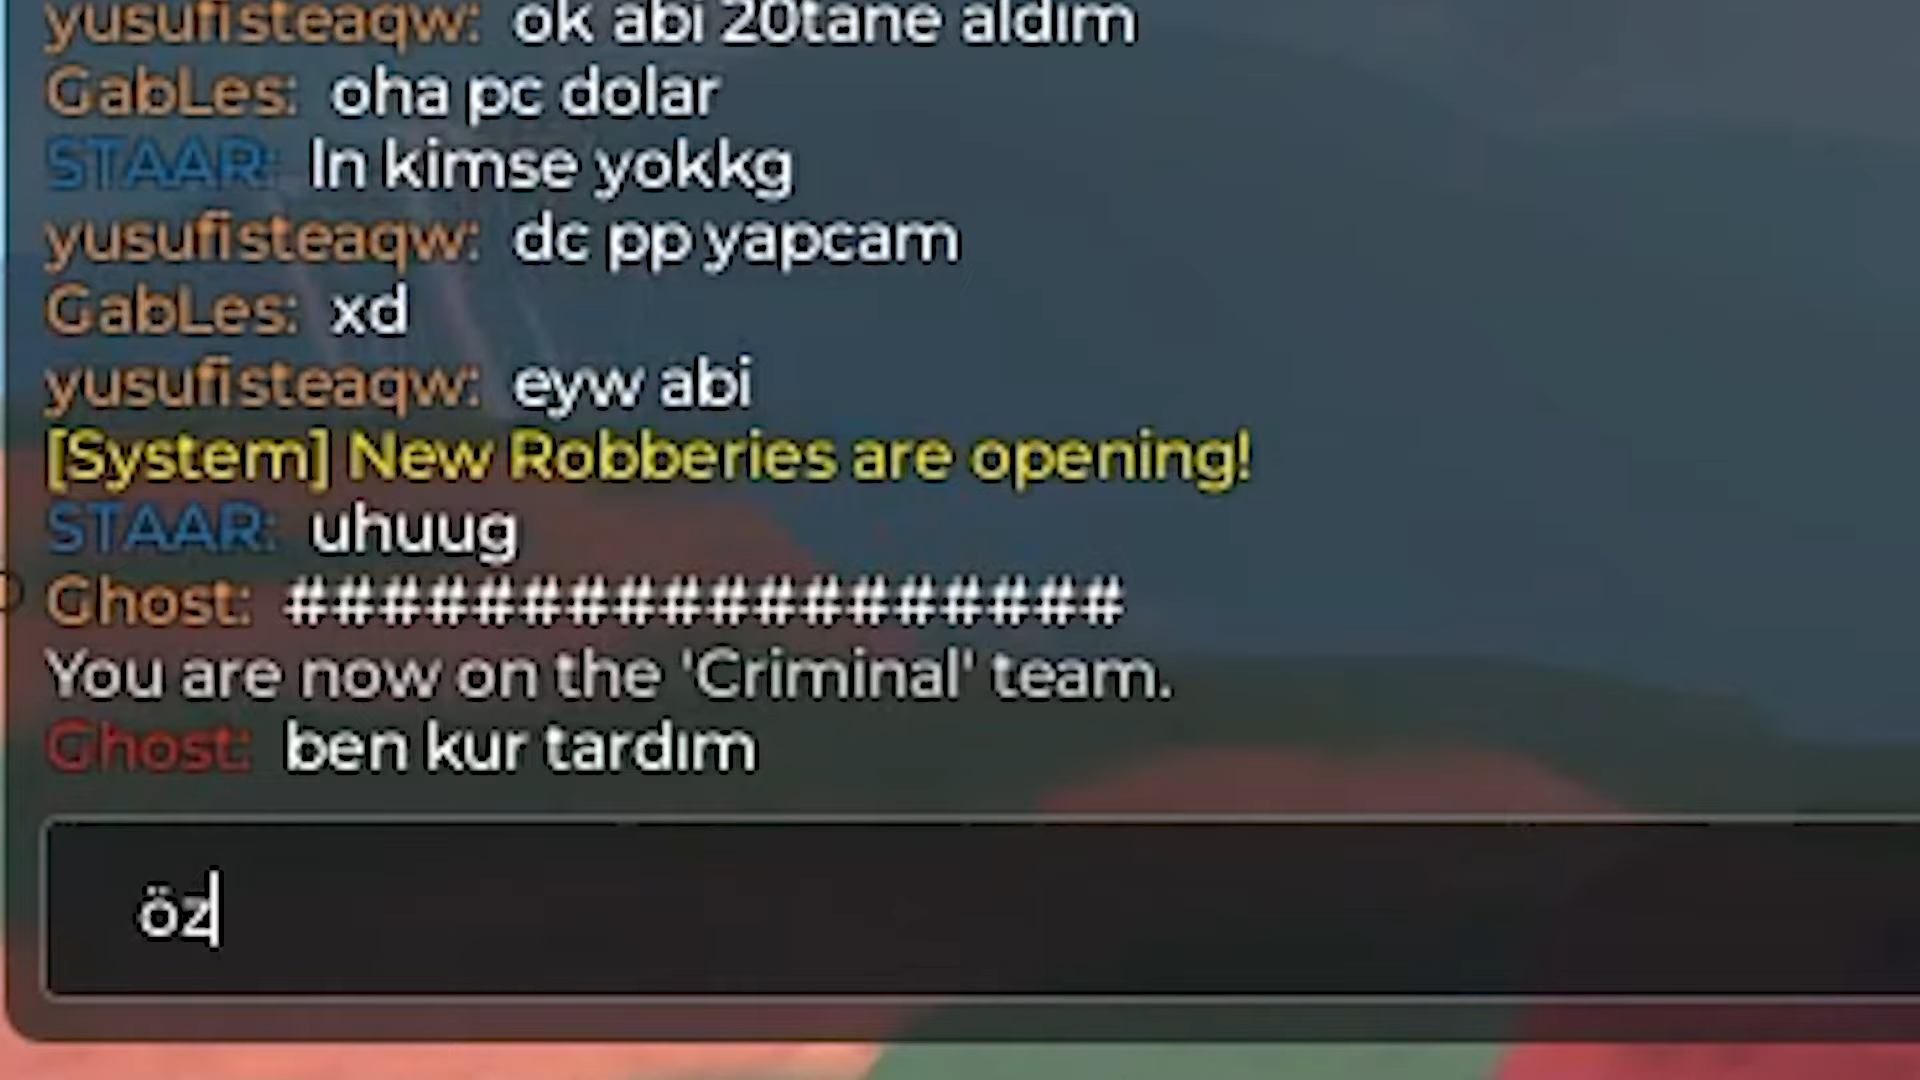 yusufisteaqw: ok abi 20tane aldım
GabLes: oha pc dolar
STAAR: ln kimse yokkg
yusufisteaqw: dc pp yapcam
GabLes: xd
yusufisteaqw: eyw abi
[System] New Robberies are opening!
STAAR: uhuug
Ghost: ##################
You are now on the 'Criminal' team.
Ghost: ben kur tardım
öz